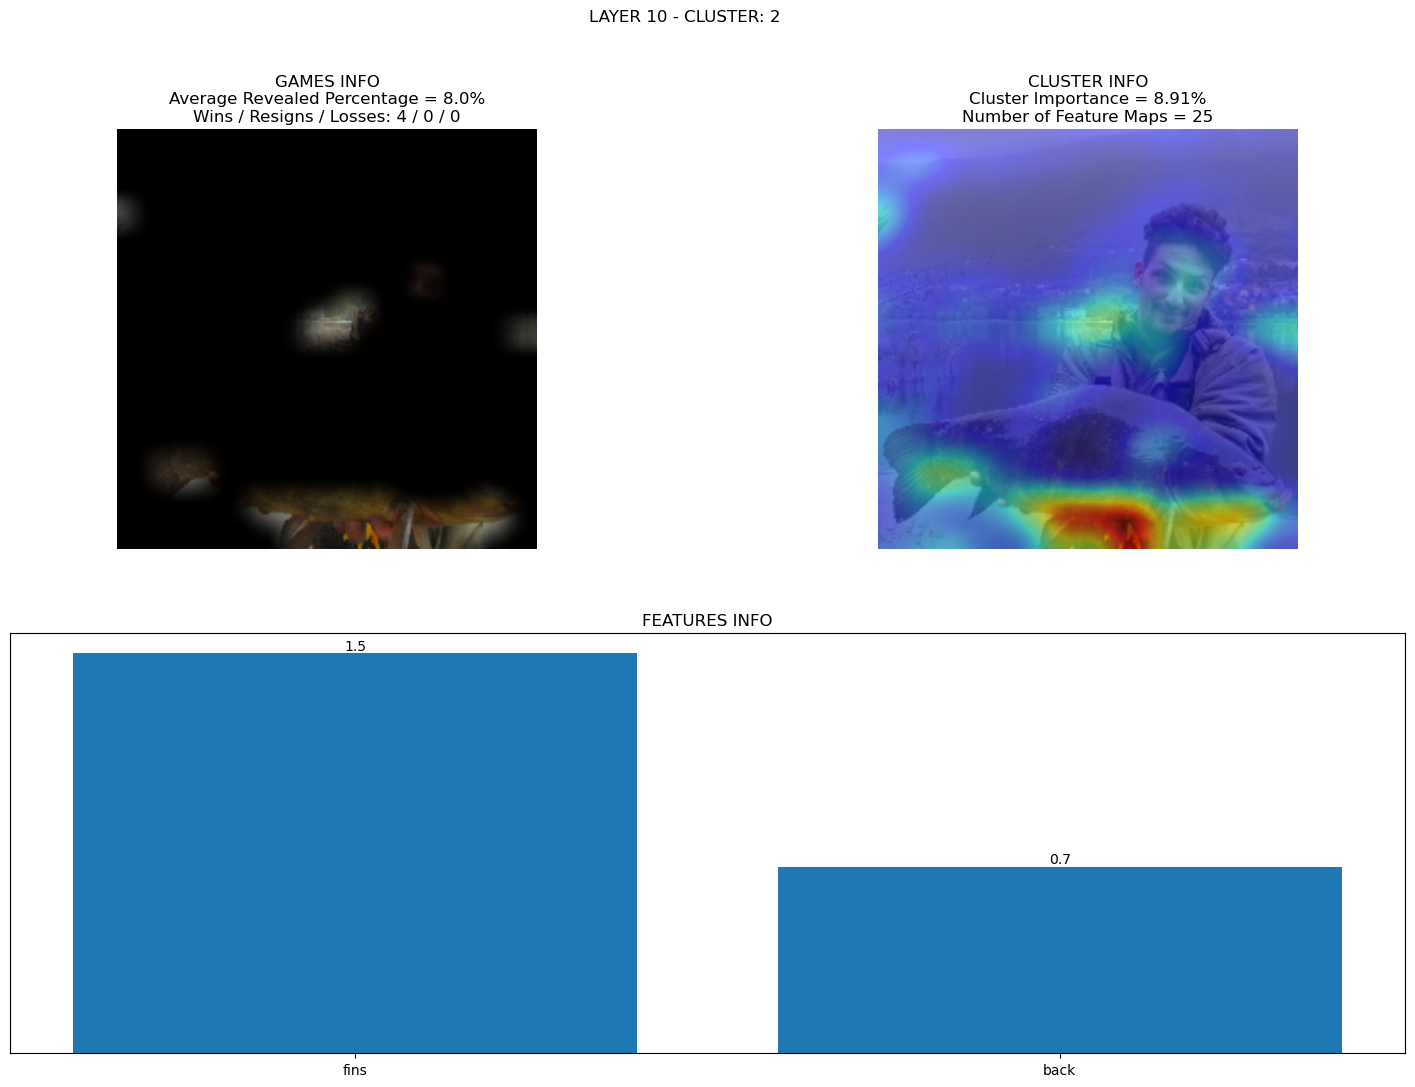 LAYER 10 - CLUSTER: 2
GAMES INFO
Average Revealed Percentage = 8.0%
Wins / Resigns / Losses: 4 / 0 / 0
CLUSTER INFO
Cluster Importance = 8.91%
Number of Feature Maps = 25
FEATURES INFO
1.5
0.7
fins
back